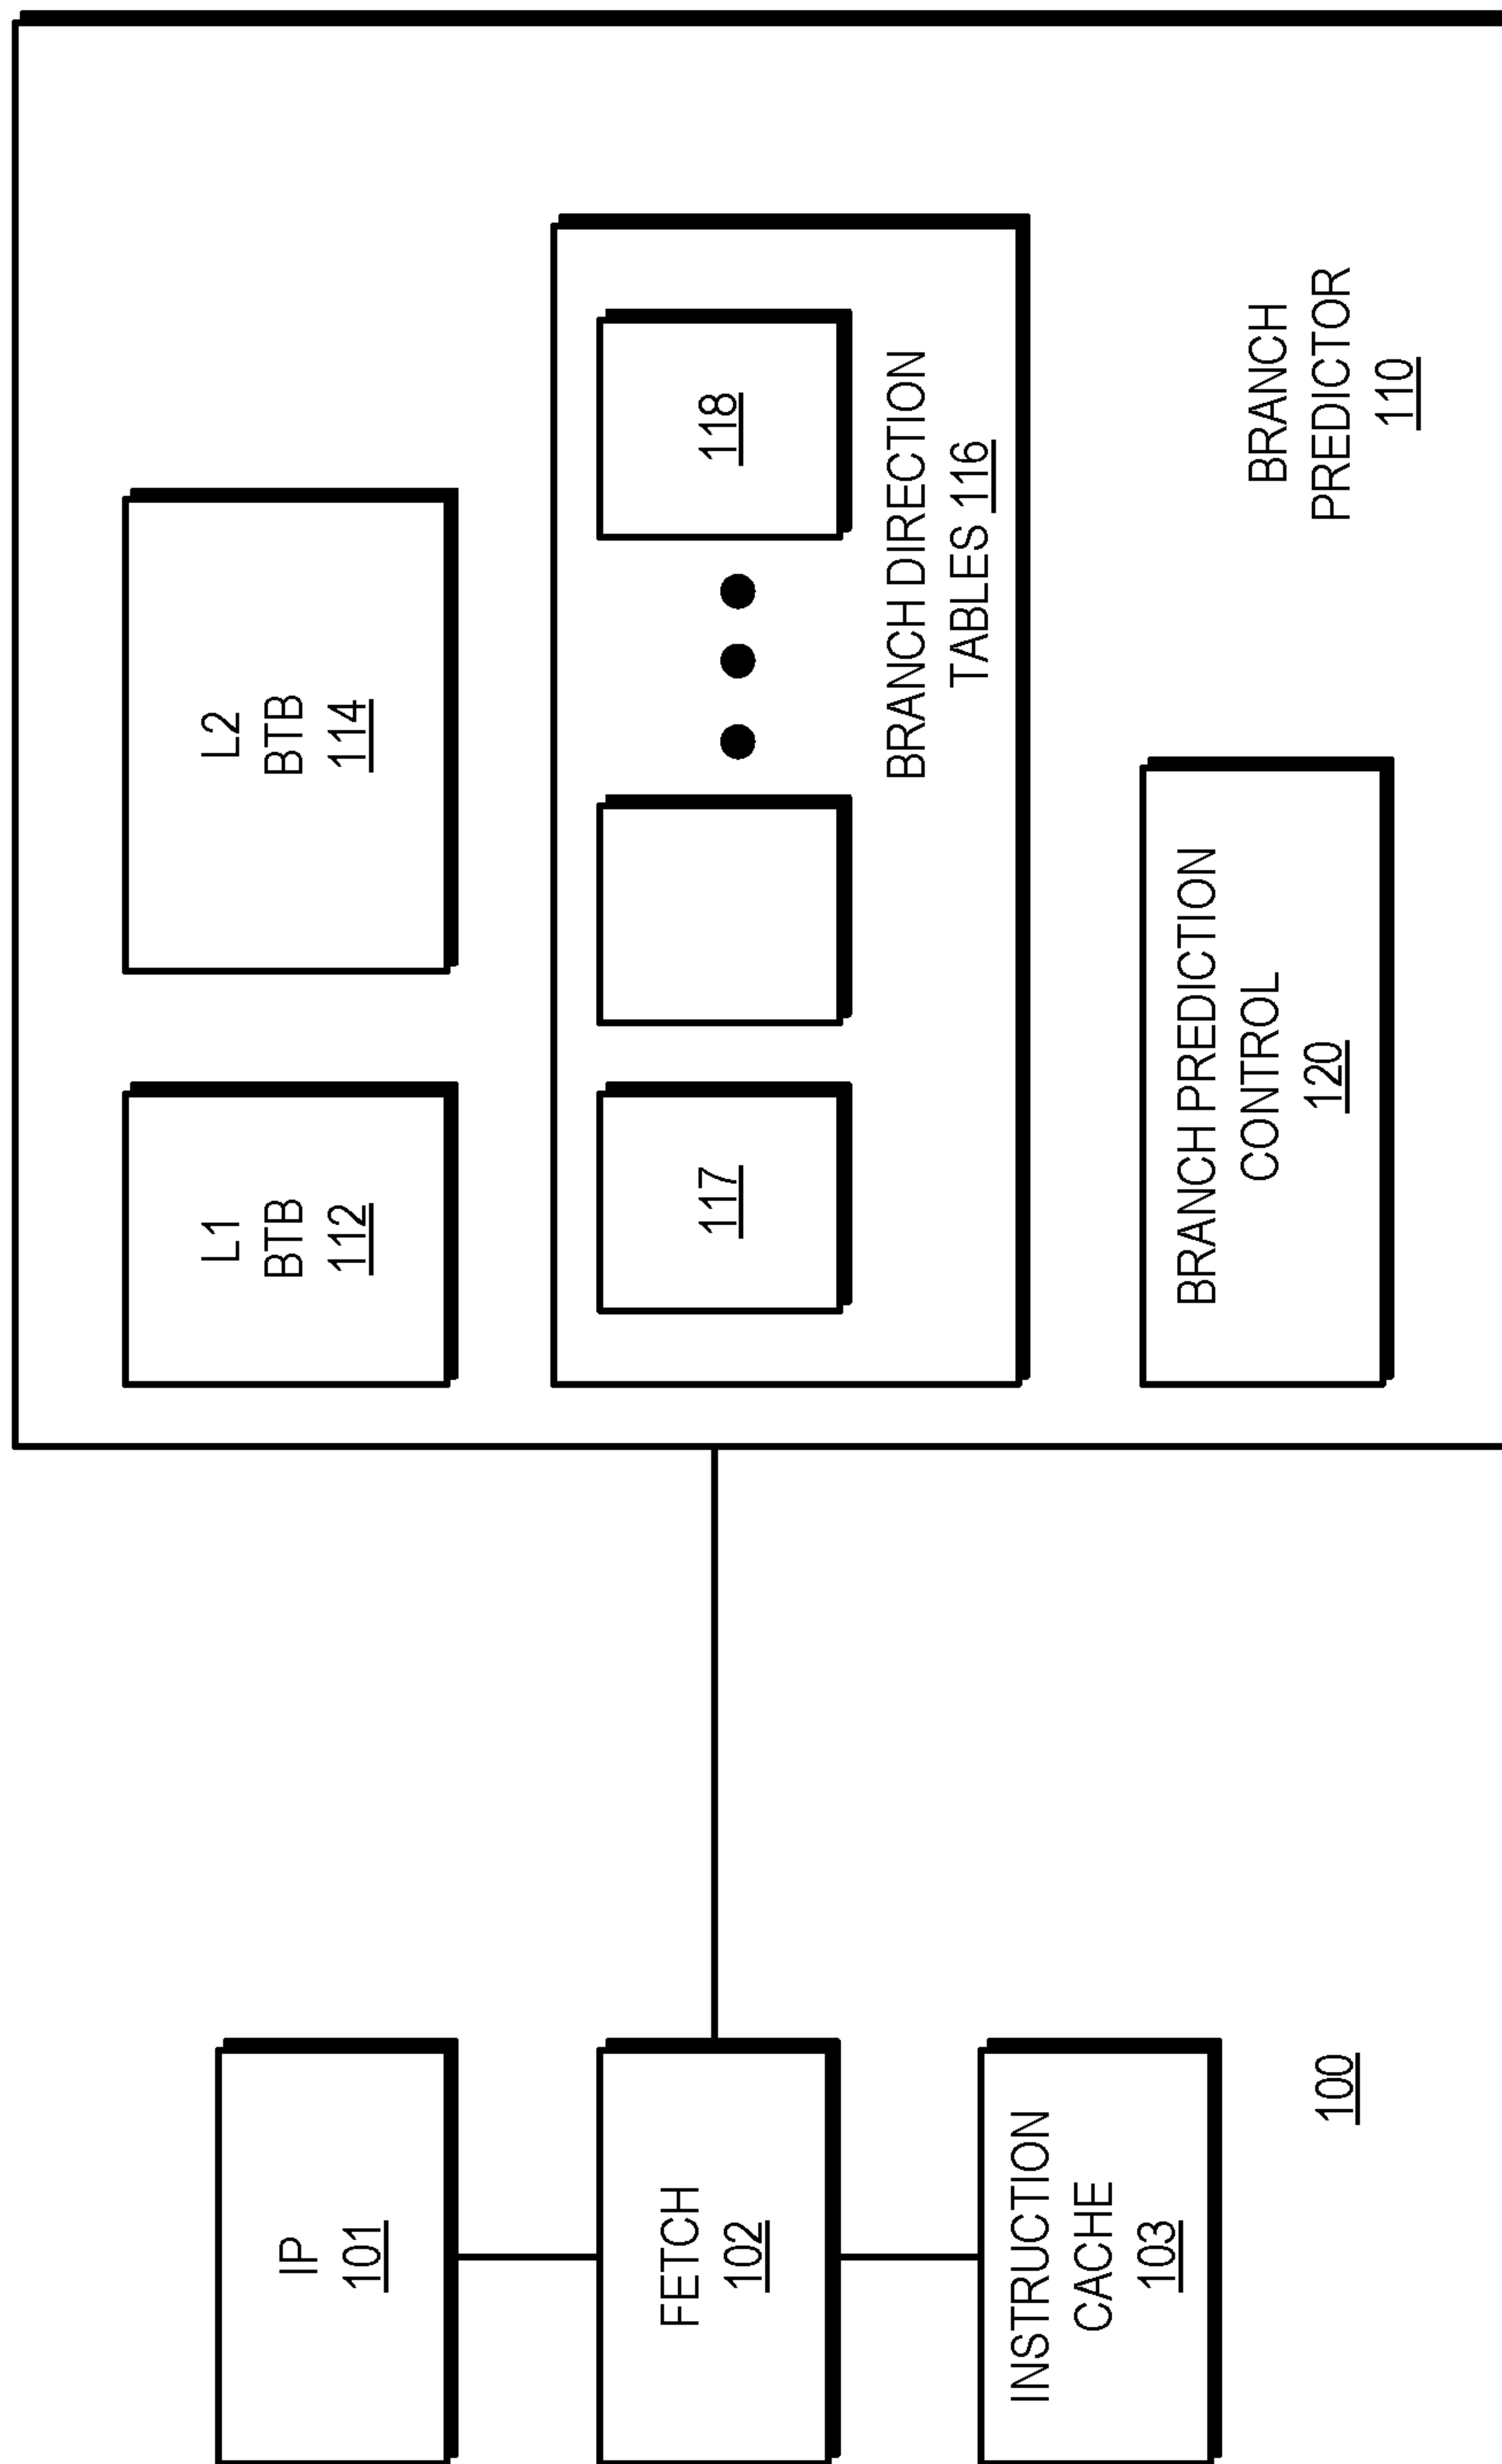 IP
101
FETCH
102
INSTRUCTION
CACHE
103
100
L1
BTB
112
L2
BTB
114
117
118
BRANCH DIRECTION
TABLES 116
BRANCH PREDICTION
CONTROL
120
BRANCH
PREDICTOR
110